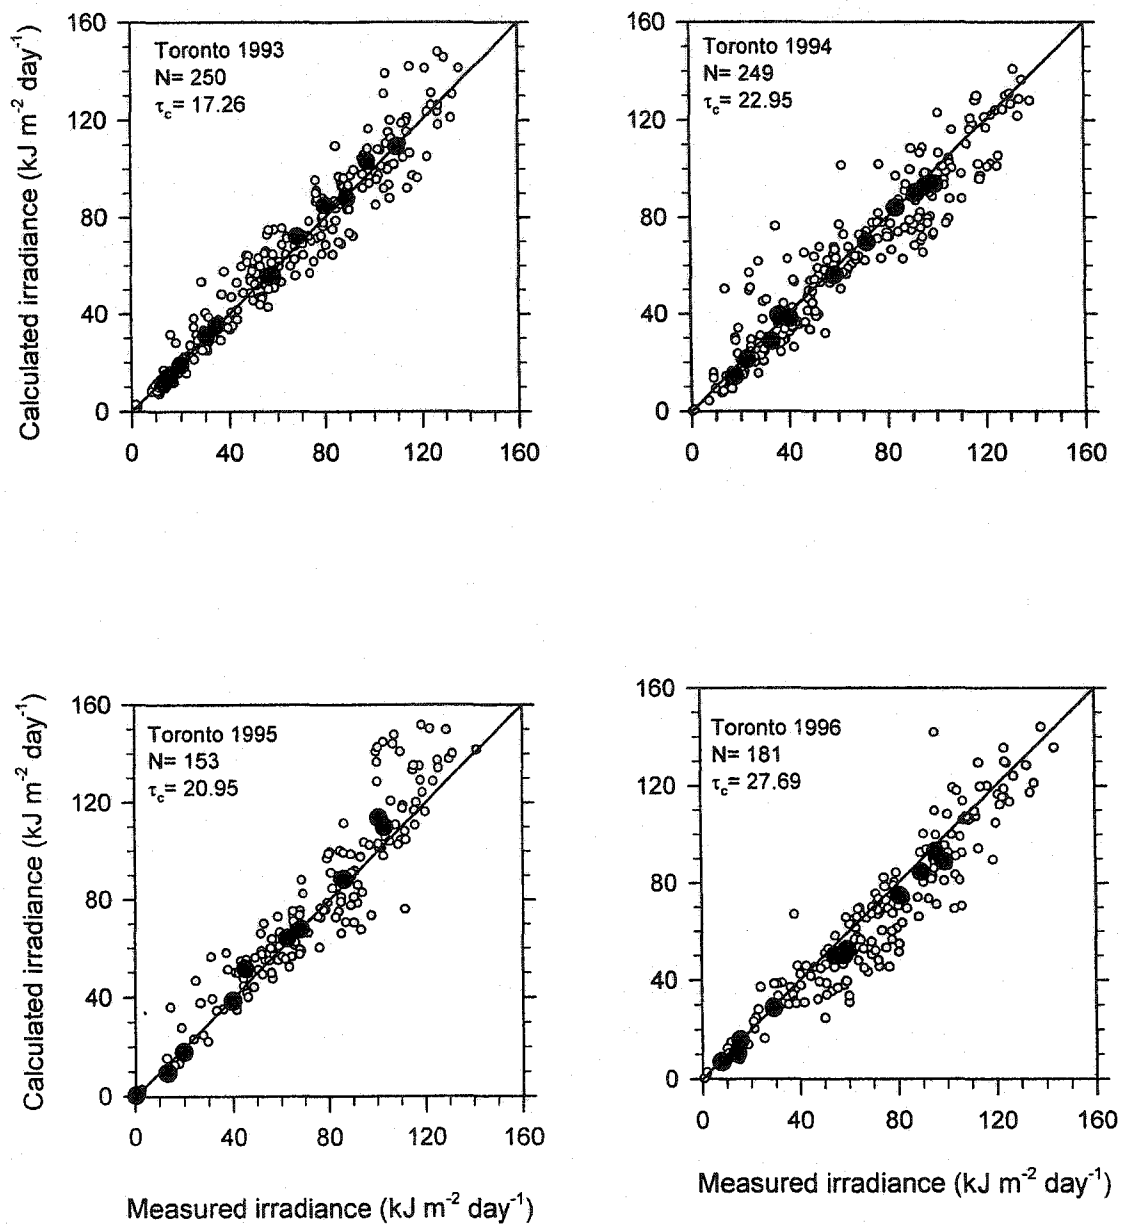 Calculated irradiance (kJ m⁻² day⁻¹)
160
120
80
40
0
Toronto 1993
N= 250
τc= 17.26
0 40 80 120 160
160
120
80
40
0
Toronto 1994
N= 249
τc= 22.95
0 40 80 120 160
Calculated irradiance (kJ m⁻² day⁻¹)
160
120
80
40
0
Toronto 1995
N= 153
τc= 20.95
0 40 80 120 160
Measured irradiance (kJ m⁻² day⁻¹)
160
120
80
40
0
Toronto 1996
N= 181
τc= 27.69
0 40 80 120 160
Measured irradiance (kJ m⁻² day⁻¹)